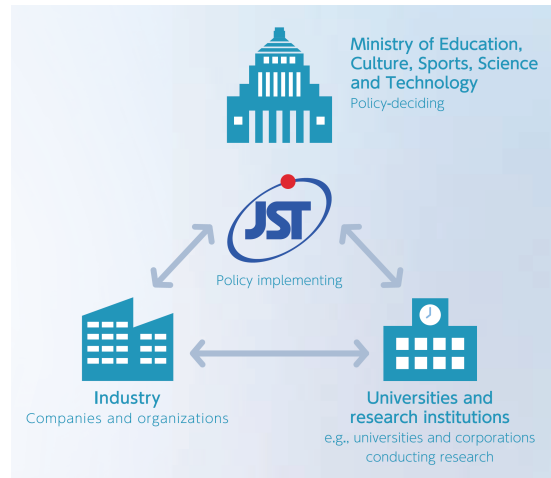 Ministry of Education,
Culture, Sports, Science
and Technology
Policy-deciding
JST
Policy implementing
Industry
Companies and organizations
Universities and
research institutions
e.g., universities and corporations
conducting research